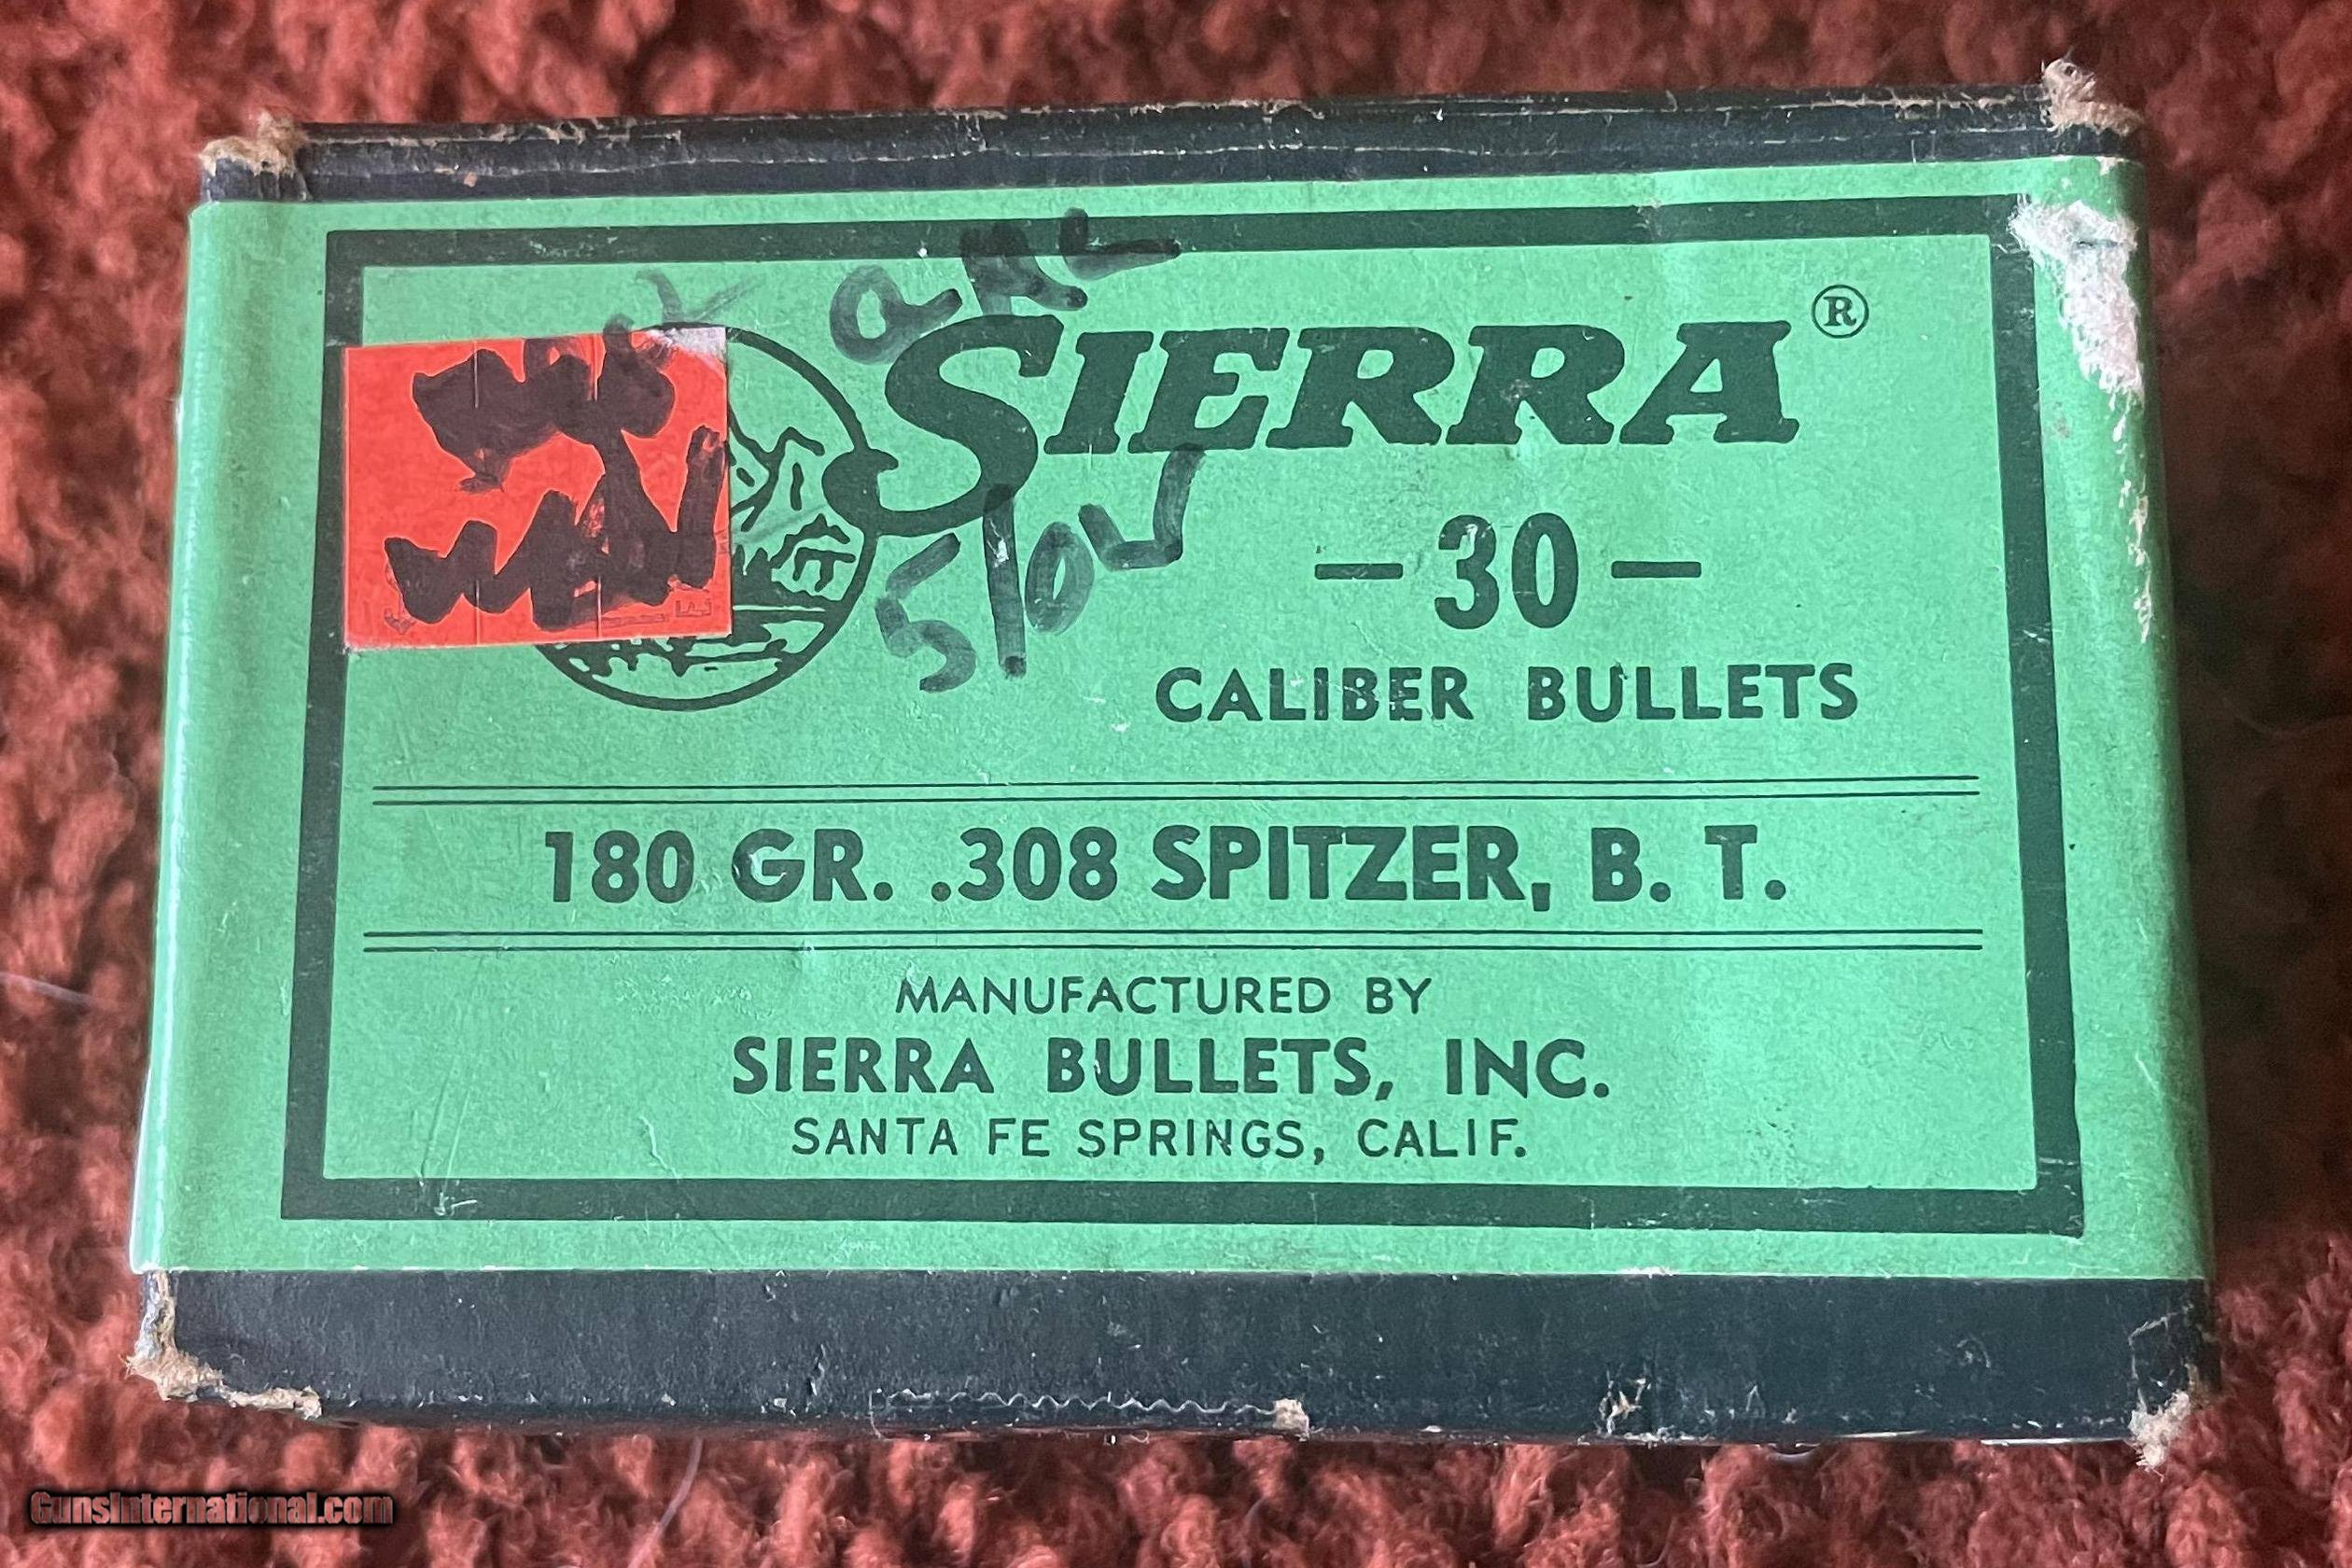 SIERRA®
—30—
CALIBER BULLETS
180 GR. .308 SPITZER, B. T.
MANUFACTURED BY
SIERRA BULLETS, INC.
SANTA FE SPRINGS, CALIF.
GunsInternational.com